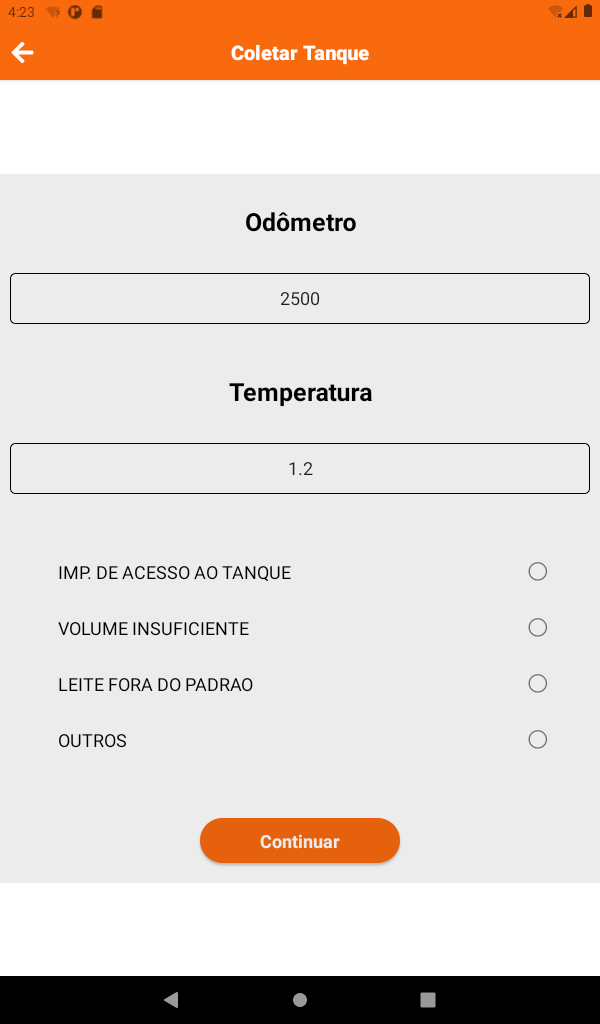 4:23
Coletar Tanque
Odômetro
2500
Temperatura
1.2
IMP. DE ACESSO AO TANQUE
VOLUME INSUFICIENTE
LEITE FORA DO PADRAO
OUTROS
Continuar